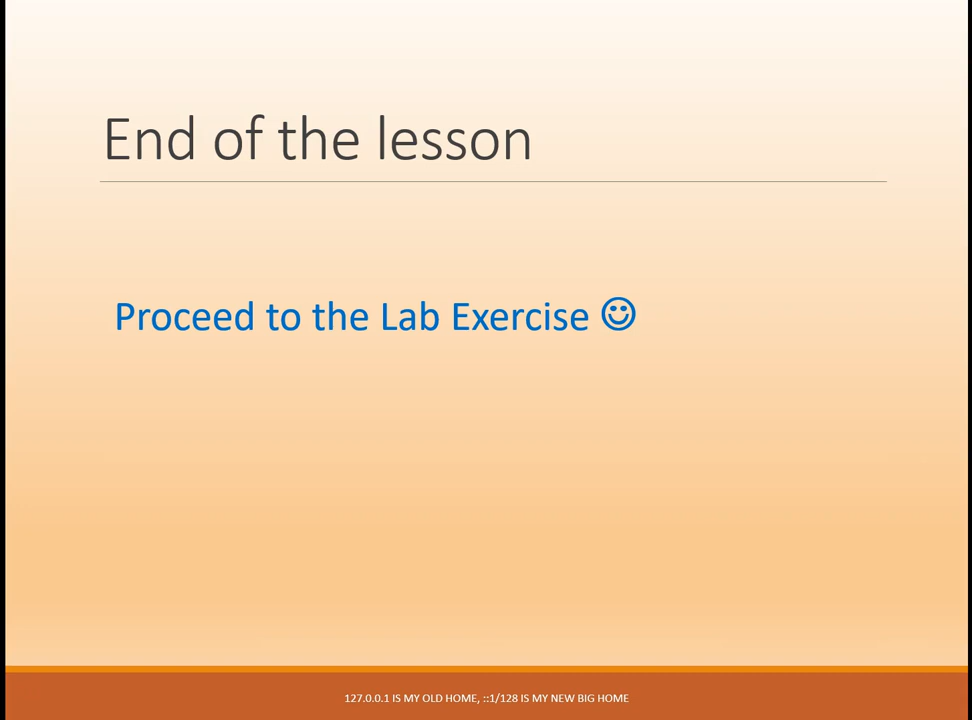 End of the lesson
Proceed to the Lab Exercise ☺
127.0.0.1 IS MY OLD HOME, ::1/128 IS MY NEW BIG HOME